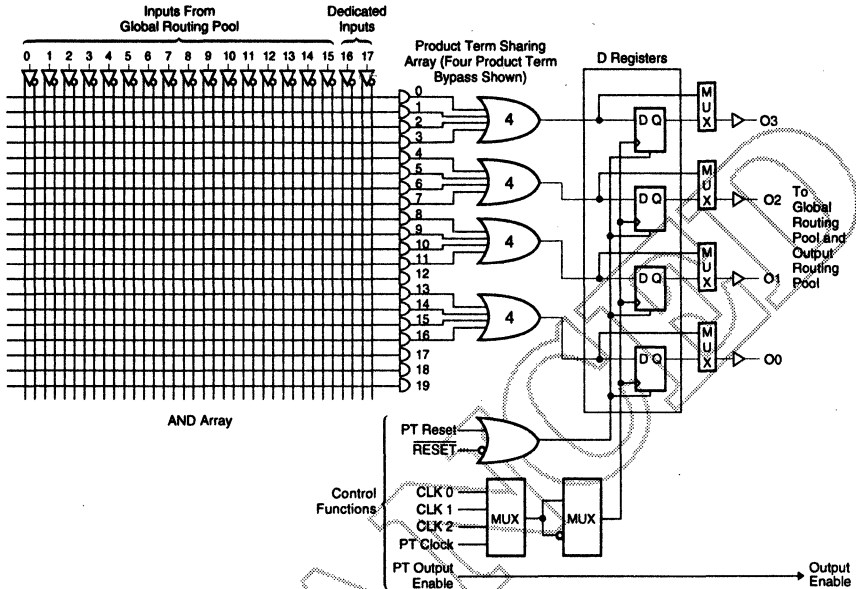 Inputs From
Global Routing Pool
Dedicated
Inputs
0 1 2 3 4 5 6 7 8 9 10 11 12 13 14 15 16 17
Product Term Sharing
Array (Four Product Term
Bypass Shown)
D Registers
0
1
2
3
4
5
6
7
8
9
10
11
12
13
14
15
16
17
18
19
4
4
4
4
D Q
D Q
D Q
D Q
MUX
MUX
MUX
MUX
O3
O2
O1
O0
To
Global
Routing
Pool and
Output
Routing
Pool
AND Array
Control
Functions
PT Reset
RESET
CLK 0
CLK 1
CLK 2
PT Clock
MUX
MUX
PT Output
Enable
Output
Enable